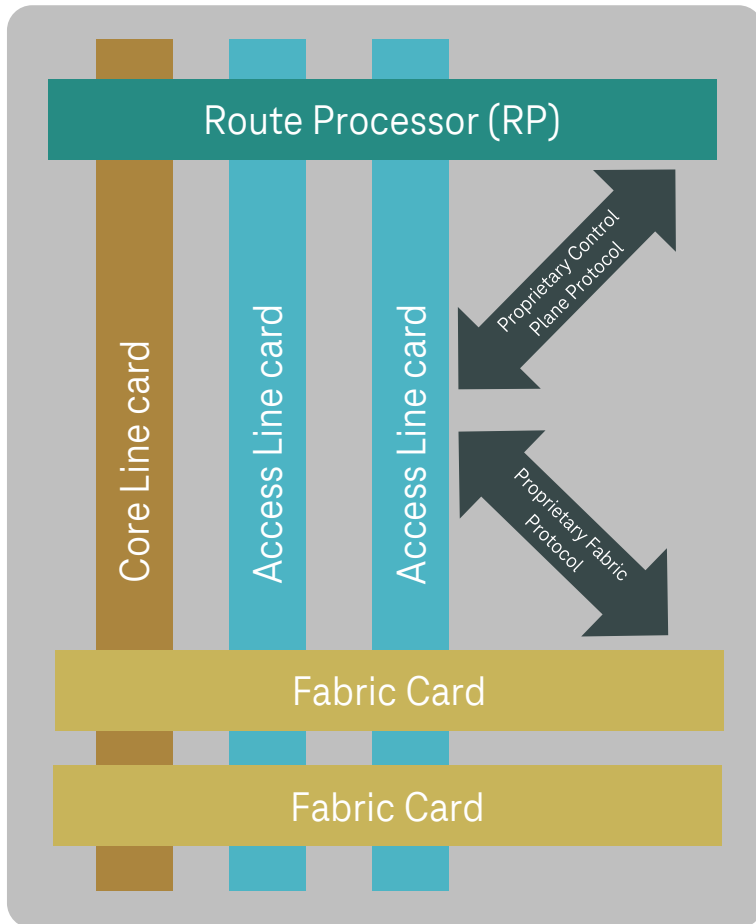 Route Processor (RP)
Proprietary Control
Plane Protocol
Core Line card
Access Line card
Access Line card
Proprietary Fabric
Protocol
Fabric Card
Fabric Card